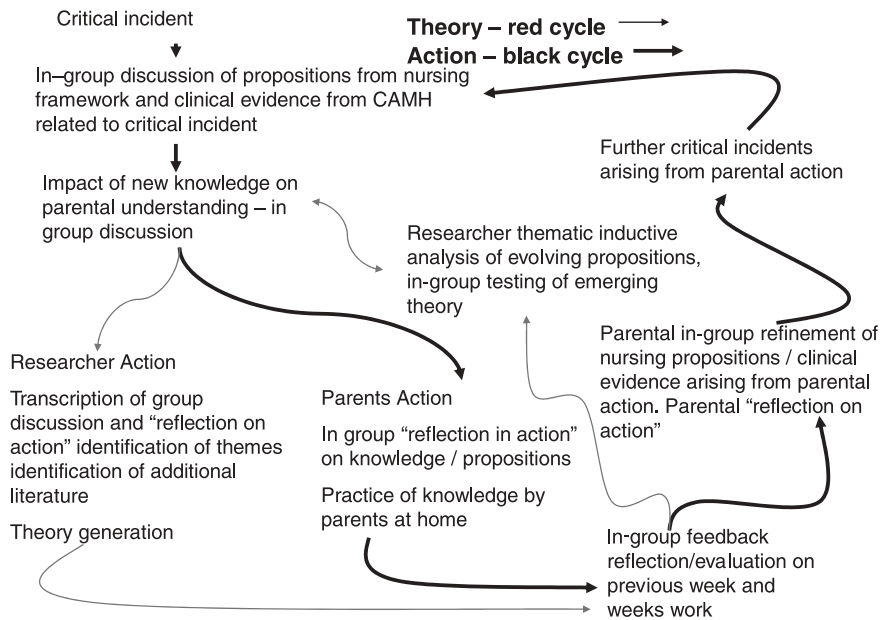 Critical incident
Theory – red cycle
Action – black cycle
In–group discussion of propositions from nursing
framework and clinical evidence from CAMH
related to critical incident
Further critical incidents
arising from parental action
Impact of new knowledge on
parental understanding – in
group discussion
Researcher thematic inductive
analysis of evolving propositions,
in-group testing of emerging
theory
Parental in-group refinement of
nursing propositions / clinical
evidence arising from parental
action. Parental “reflection on
action”
Researcher Action
Transcription of group
discussion and “reflection on
action” identification of themes
identification of additional
literature
Theory generation
Parents Action
In group “reflection in action”
on knowledge / propositions
Practice of knowledge by
parents at home
In-group feedback
reflection/evaluation on
previous week and
weeks work